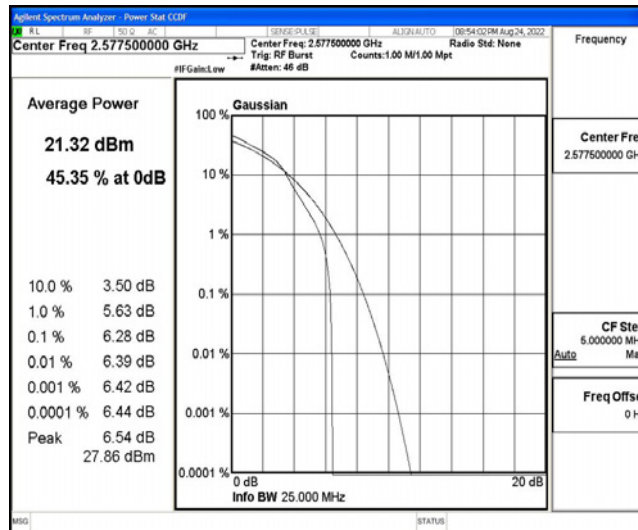 Agilent Spectrum Analyzer - Power Stat CCDF
RL RF 50 Ω AC SENSE:PULSE ALIGN AUTO 08:54:02 PM Aug 24, 2022
Center Freq 2.577500000 GHz
Center Freq: 2.577500000 GHz Radio Std: None
Trig: RF Burst Counts:1.00 M/1.00 Mpt
#IFGain:Low #Atten: 46 dB
Frequency
Average Power
21.32 dBm
45.35 % at 0dB
10.0 % 3.50 dB
1.0 % 5.63 dB
0.1 % 6.28 dB
0.01 % 6.39 dB
0.001 % 6.42 dB
0.0001 % 6.44 dB
Peak 6.54 dB
27.86 dBm
Gaussian
100 %
10 %
1 %
0.1 %
0.01 %
0.001 %
0.0001 %
0 dB 20 dB
Info BW 25.000 MHz
Center Fre
2.577500000 GH
CF Ste
5.000000 MH
Auto Ma
Freq Offs
0 H
MSG STATUS